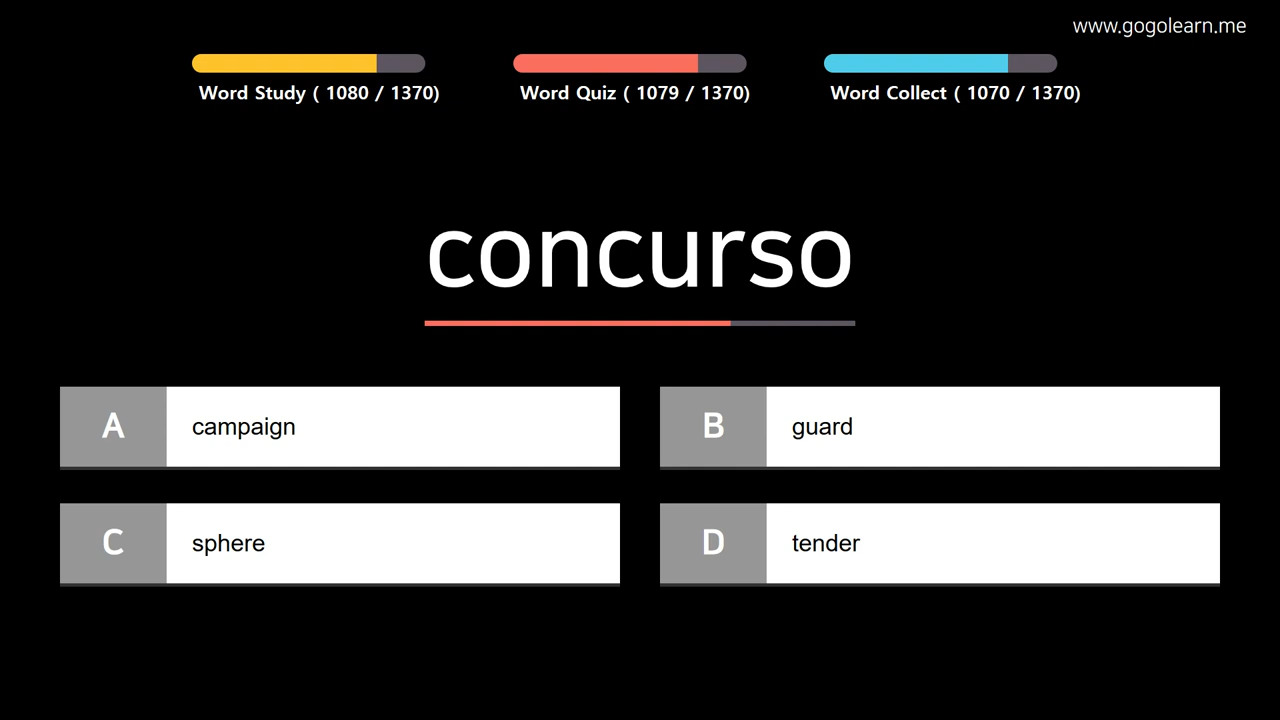 www.gogolearn.me
Word Study ( 1080 / 1370)
Word Quiz ( 1079 / 1370)
Word Collect ( 1070 / 1370)
concurso
A campaign
B guard
C sphere
D tender